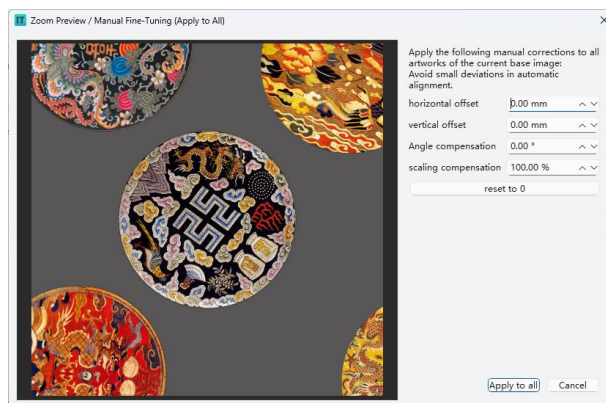 IT Zoom Preview / Manual Fine-Tuning (Apply to All)
Apply the following manual corrections to all
artworks of the current base image:
Avoid small deviations in automatic
alignment.
horizontal offset 0.00 mm
vertical offset 0.00 mm
Angle compensation 0.00 °
scaling compensation 100.00 %
reset to 0
Apply to all Cancel